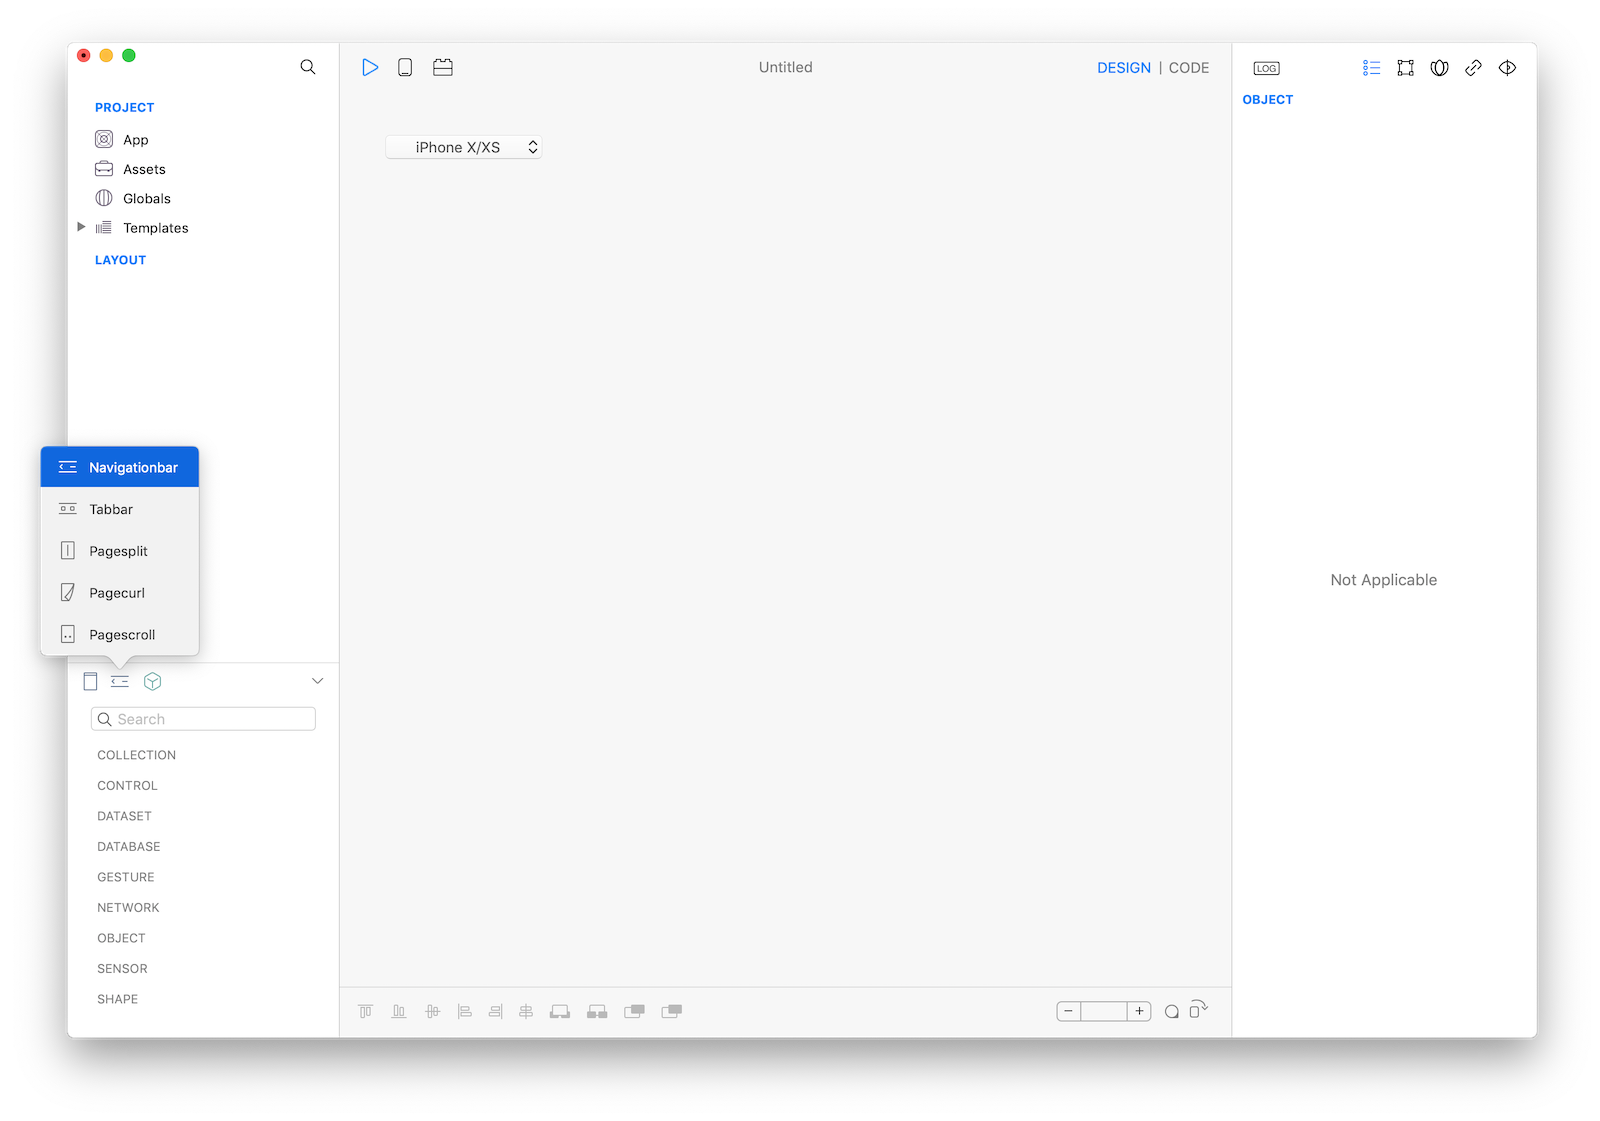 Untitled
DESIGN | CODE
LOG
PROJECT
App
Assets
Globals
Templates
LAYOUT
iPhone X/XS
OBJECT
Not Applicable
Navigationbar
Tabbar
Pagesplit
Pagecurl
Pagescroll
Search
COLLECTION
CONTROL
DATASET
DATABASE
GESTURE
NETWORK
OBJECT
SENSOR
SHAPE